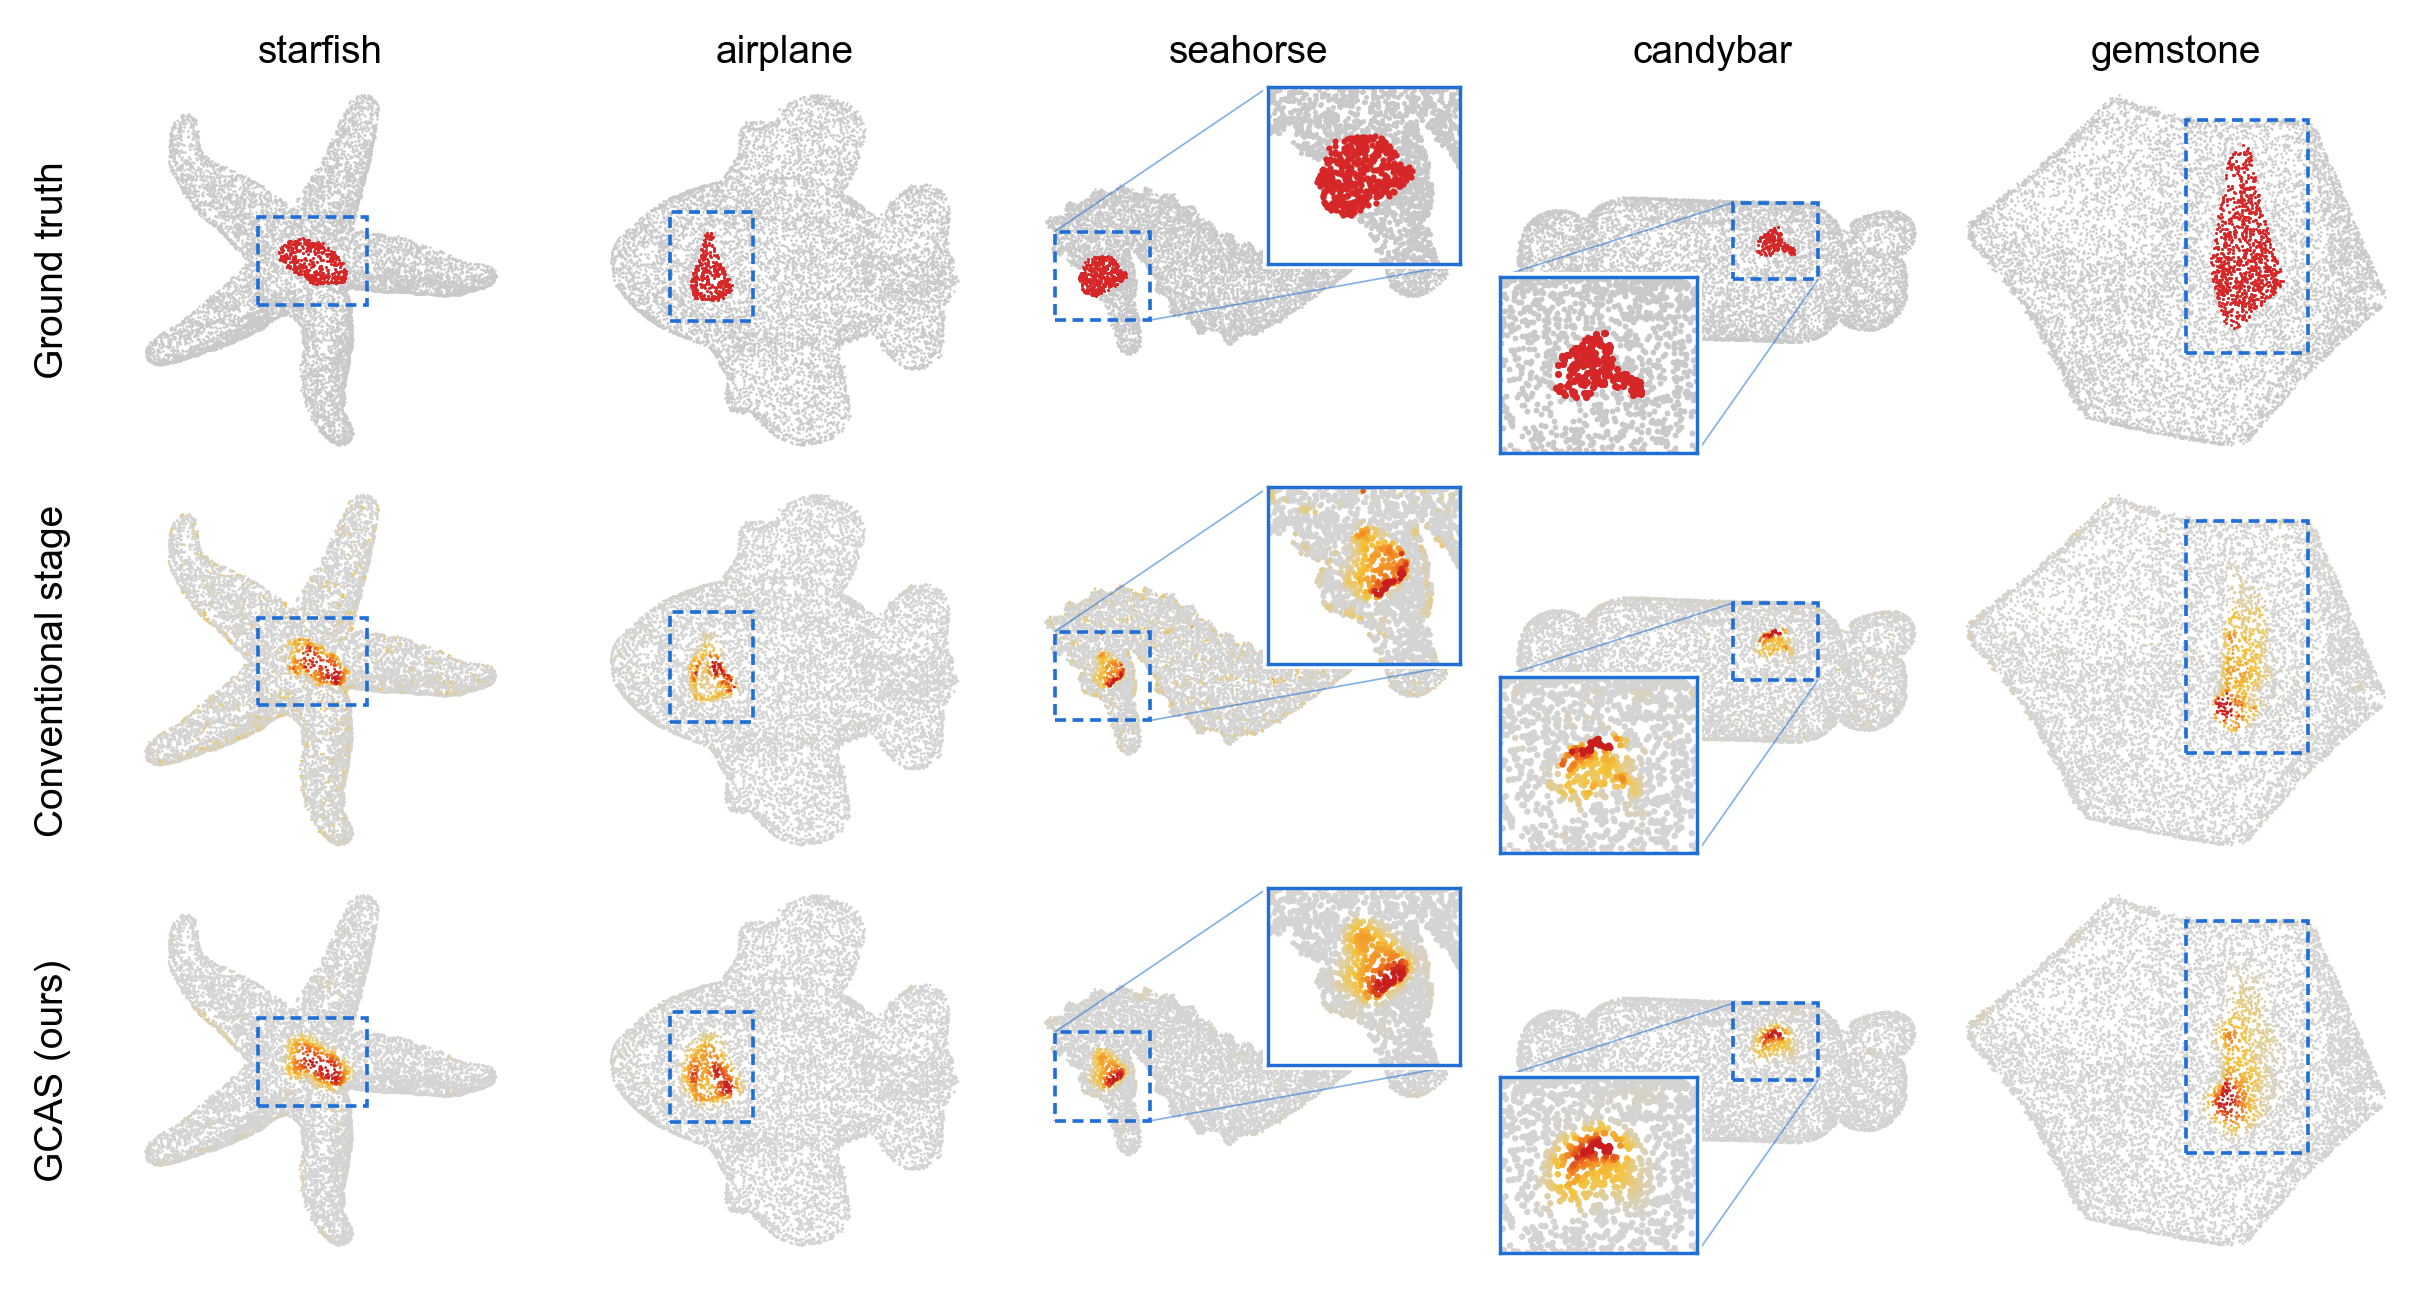 starfish
airplane
seahorse
candybar
gemstone
Ground truth
Conventional stage
GCAS (ours)